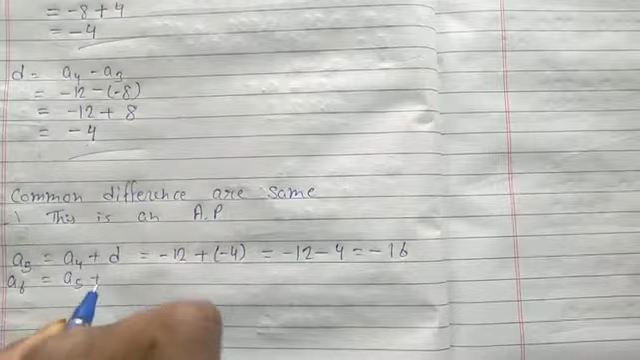 = -8 + 4
= -4
d = a₄ - a₃
= -12 - (-8)
= -12 + 8
= -4
Common difference are same
∴ This is an A.P
a₅ = a₄ + d = -12 + (-4) = -12 - 4 = -16
a₆ = a₅ +